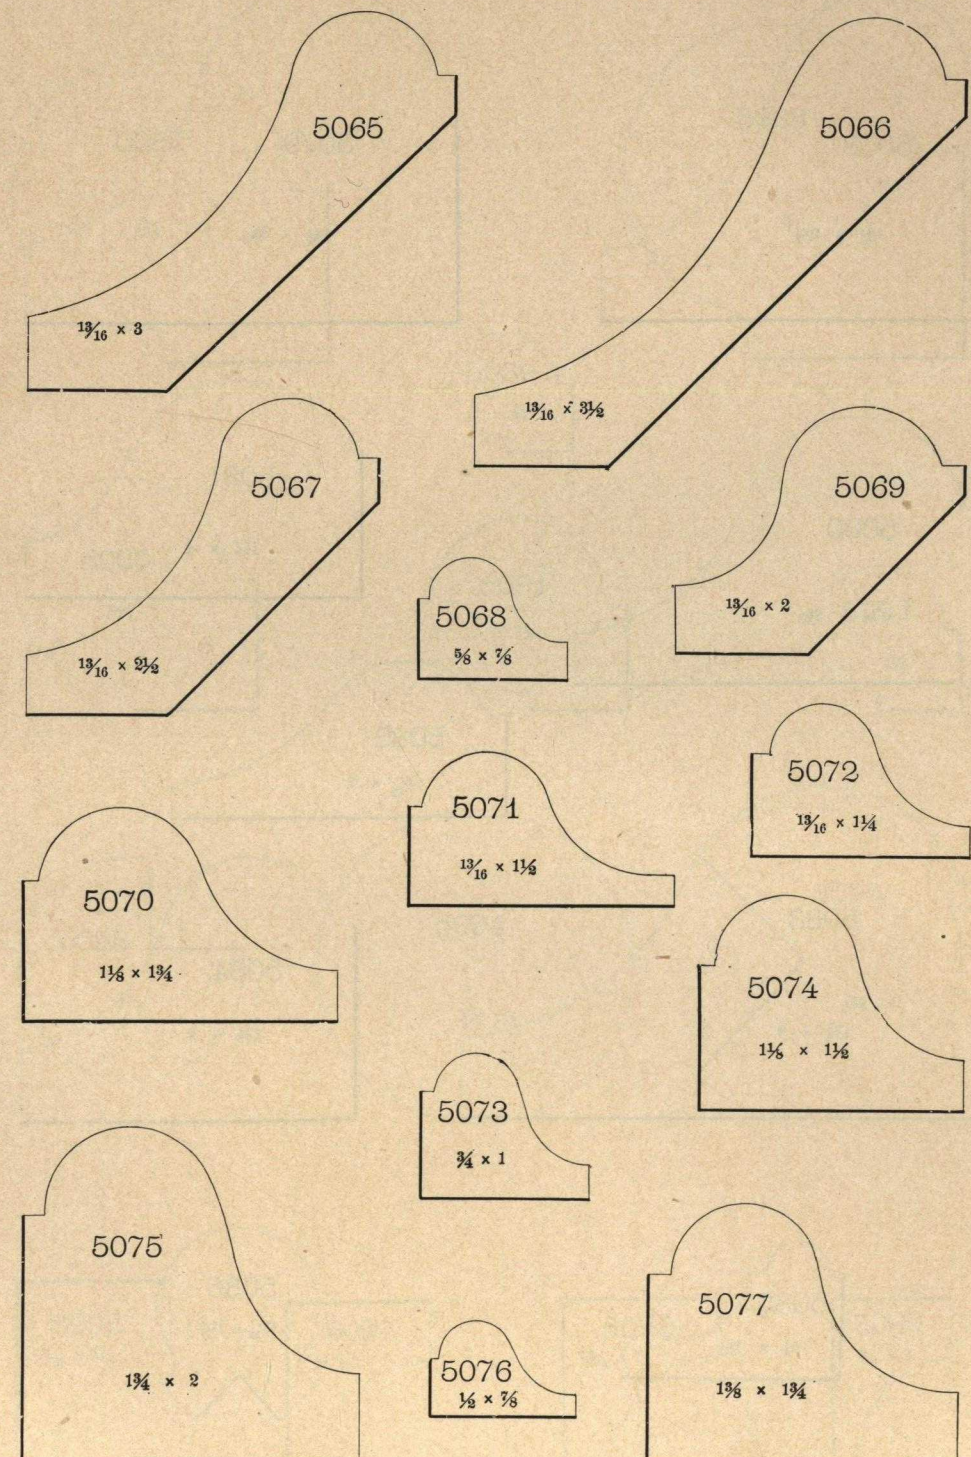 5065
13/16 × 3
5066
13/16 × 3½
5067
13/16 × 2½
5068
⅝ × ⅞
5069
13/16 × 2
5070
1⅛ × 1¾
5071
13/16 × 1½
5072
13/16 × 1¼
5073
¾ × 1
5074
1⅛ × 1½
5075
1¾ × 2
5076
½ × ⅞
5077
1⅜ × 1¾